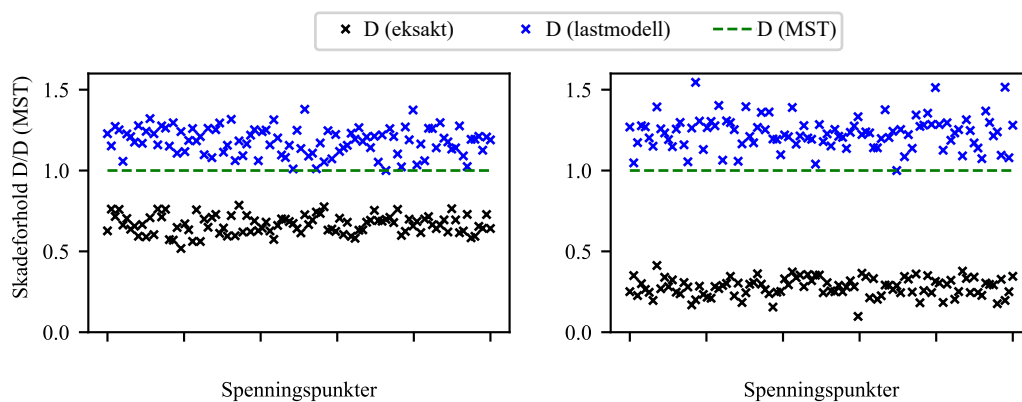 D (eksakt) D (lastmodell) D (MST)
Skadeforhold D/D (MST)
1.5
1.0
0.5
0.0
Spenningspunkter
1.5
1.0
0.5
0.0
Spenningspunkter